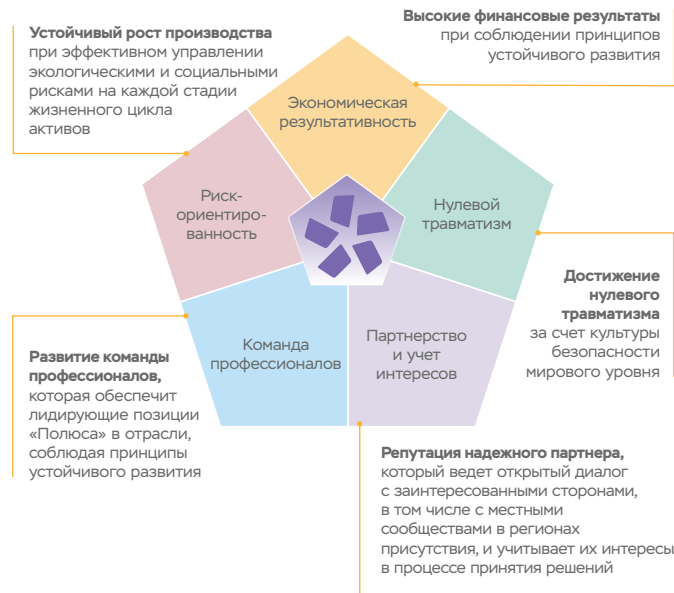 Устойчивый рост производства
при эффективном управлении
экологическими и социальными
рисками на каждой стадии
жизненного цикла
активов
Высокие финансовые результаты
при соблюдении принципов
устойчивого развития
Экономическая
результативность
Риск-
ориентиро-
ванность
Нулевой
травматизм
Команда
профессионалов
Партнерство
и учет
интересов
Достижение
нулевого
травматизма
за счет культуры
безопасности
мирового уровня
Развитие команды
профессионалов,
которая обеспечит
лидирующие позиции
«Полюса» в отрасли,
соблюдая принципы
устойчивого развития
Репутация надежного партнера,
который ведет открытый диалог
с заинтересованными сторонами,
в том числе с местными
сообществами в регионах
присутствия, и учитывает их интересы
в процессе принятия решений